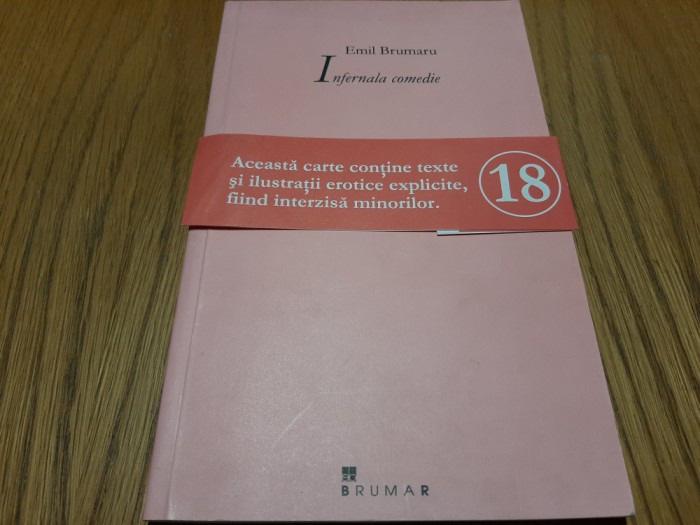 Emil Brumaru
Infernala comedie
Această carte conține texte
și ilustrații erotice explicite,
fiind interzisă minorilor.
18
BRUMAR